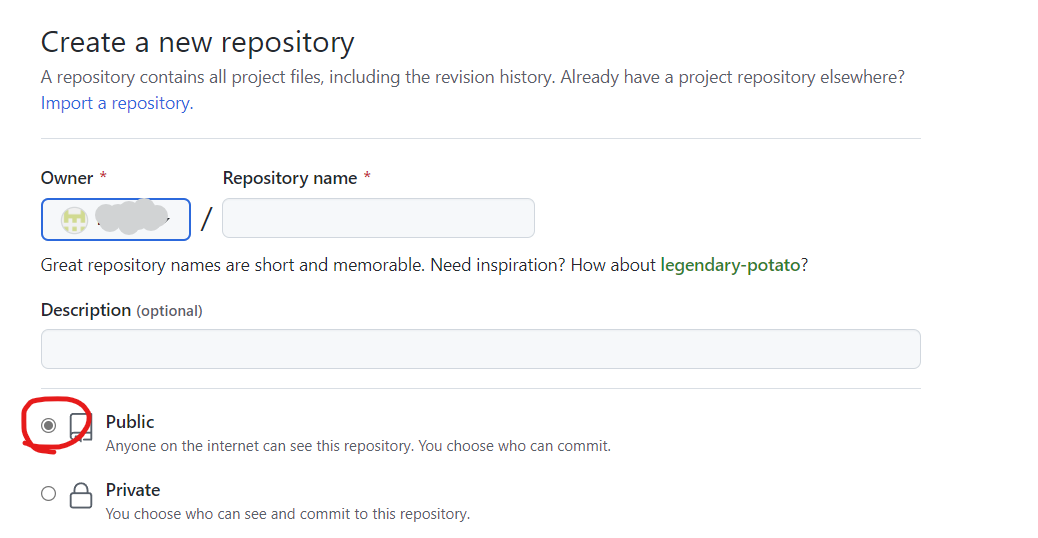 Create a new repository
A repository contains all project files, including the revision history. Already have a project repository elsewhere?
Import a repository.
Owner * Repository name *
/
Great repository names are short and memorable. Need inspiration? How about legendary-potato?
Description (optional)
Public
Anyone on the internet can see this repository. You choose who can commit.
Private
You choose who can see and commit to this repository.